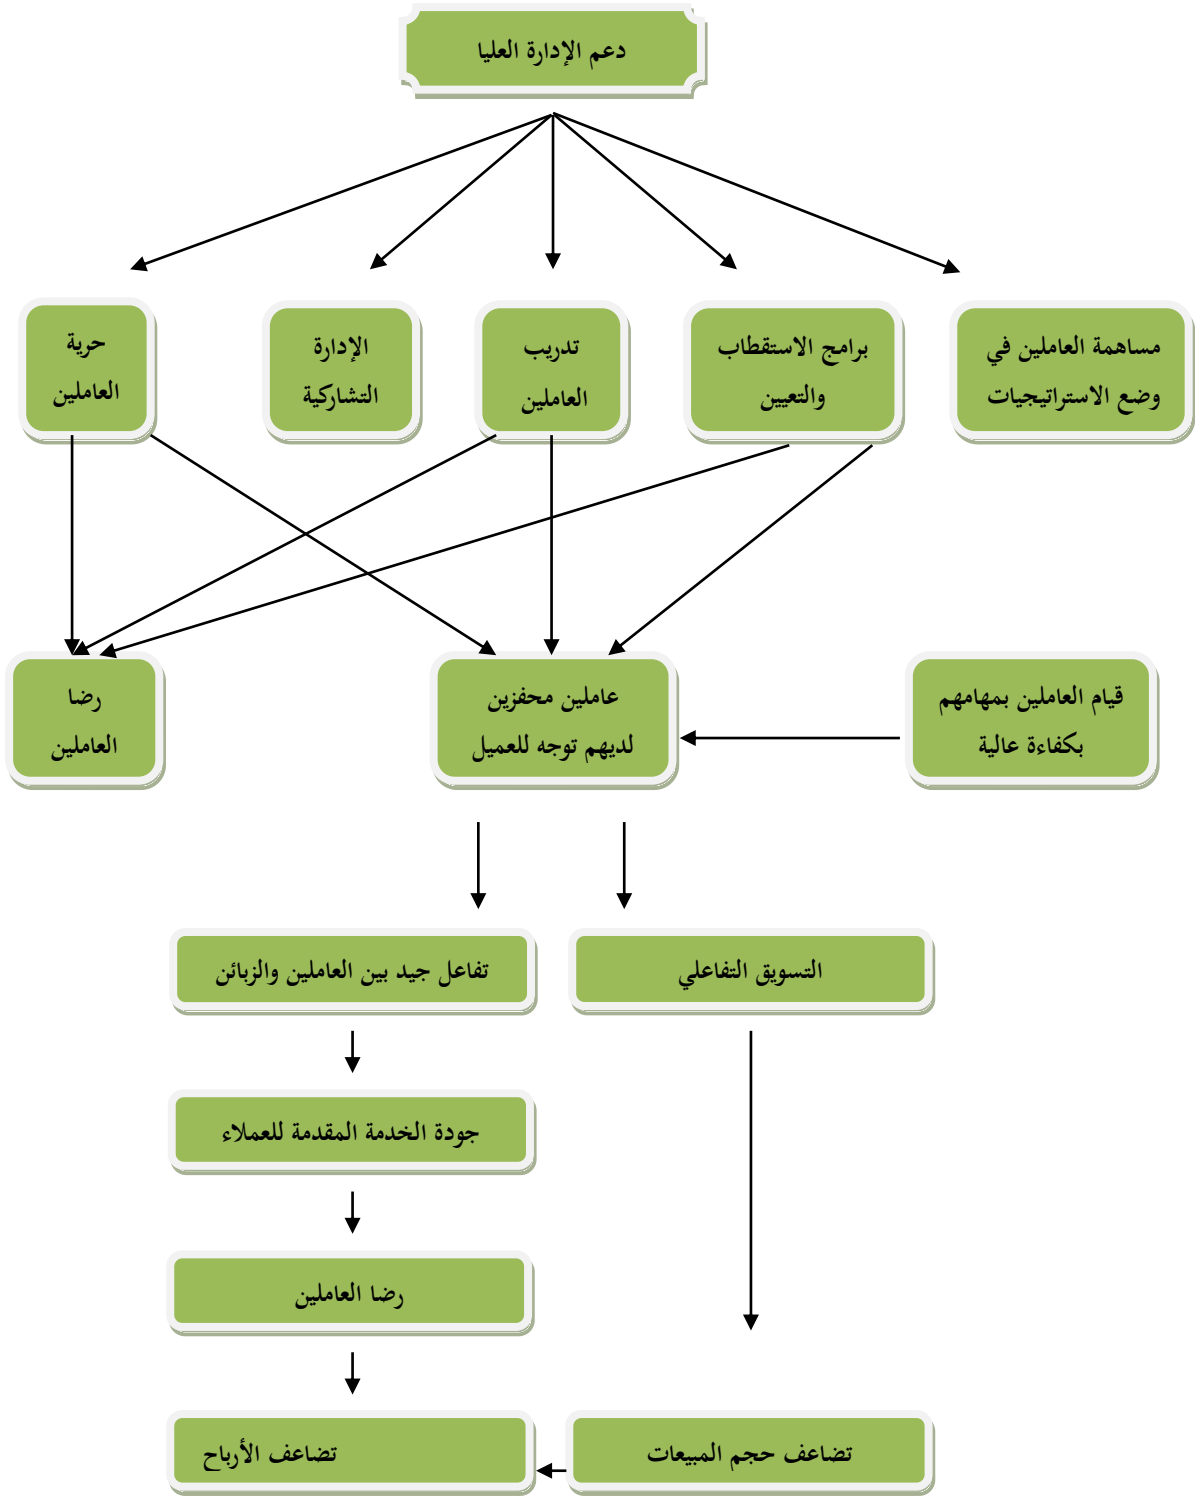 دعم الإدارة العليا
مساهمة العاملين في
وضع الاستراتيجيات
برامج الاستقطاب
والتعيين
تدريب
العاملين
الإدارة
التشاركية
حرية
العاملين
قيام العاملين بمهامهم
بكفاءة عالية
عاملين محفزين
لديهم توجه للعميل
رضا
العاملين
التسويق التفاعلي
تفاعل جيد بين العاملين والزبائن
جودة الخدمة المقدمة للعملاء
رضا العاملين
تضاعف حجم المبيعات
تضاعف الأرباح